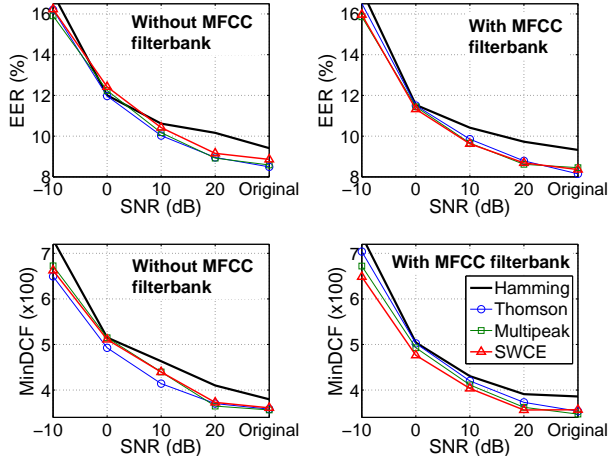 16
14
12
10
8
EER (%)
Without MFCC
filterbank
−10 0 10 20 Original
SNR (dB)
16
14
12
10
8
EER (%)
With MFCC
filterbank
−10 0 10 20 Original
SNR (dB)
7
6
5
4
MinDCF (x100)
Without MFCC
filterbank
−10 0 10 20 Original
SNR (dB)
7
6
5
4
MinDCF (x100)
With MFCC filterbank
Hamming
Thomson
Multipeak
SWCE
−10 0 10 20 Original
SNR (dB)